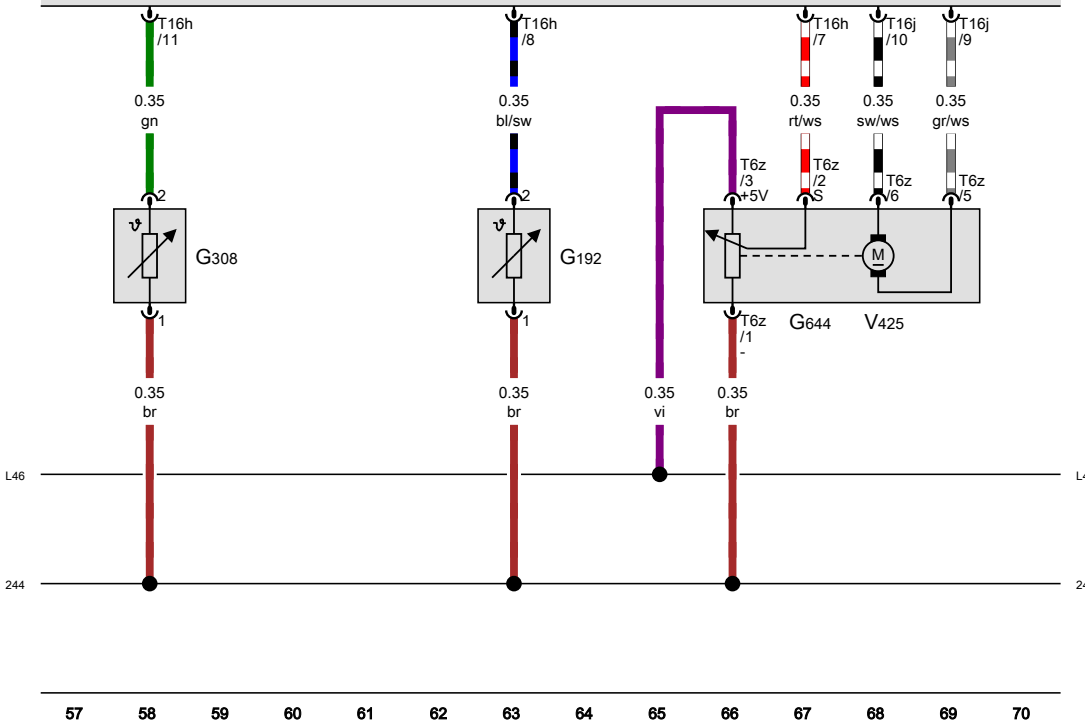 T16h
/11
T16h
/8
T16h
/7
T16j
/10
T16j
/9
0.35
gn
0.35
bl/sw
0.35
rt/ws
0.35
sw/ws
0.35
gr/ws
T6z
/3
+5V
T6z
/2
S
T6z
/6
T6z
/5
2
2
ϑ
ϑ
G308
G192
M
1
1
T6z
/1
-
G644
V425
0.35
br
0.35
br
0.35
vi
0.35
br
L46
L4
244
24
57 58 59 60 61 62 63 64 65 66 67 68 69 70